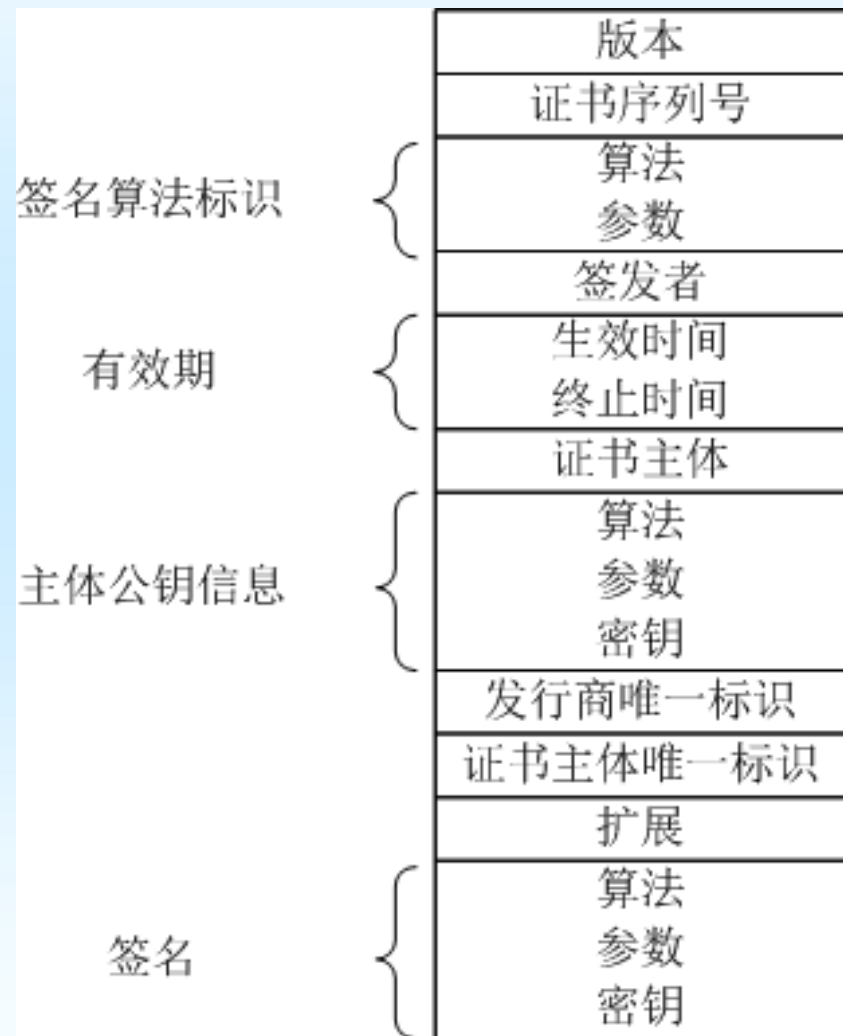 版本
证书序列号
签名算法标识
算法
参数
签发者
有效期
生效时间
终止时间
证书主体
主体公钥信息
算法
参数
密钥
发行商唯一标识
证书主体唯一标识
扩展
签名
算法
参数
密钥